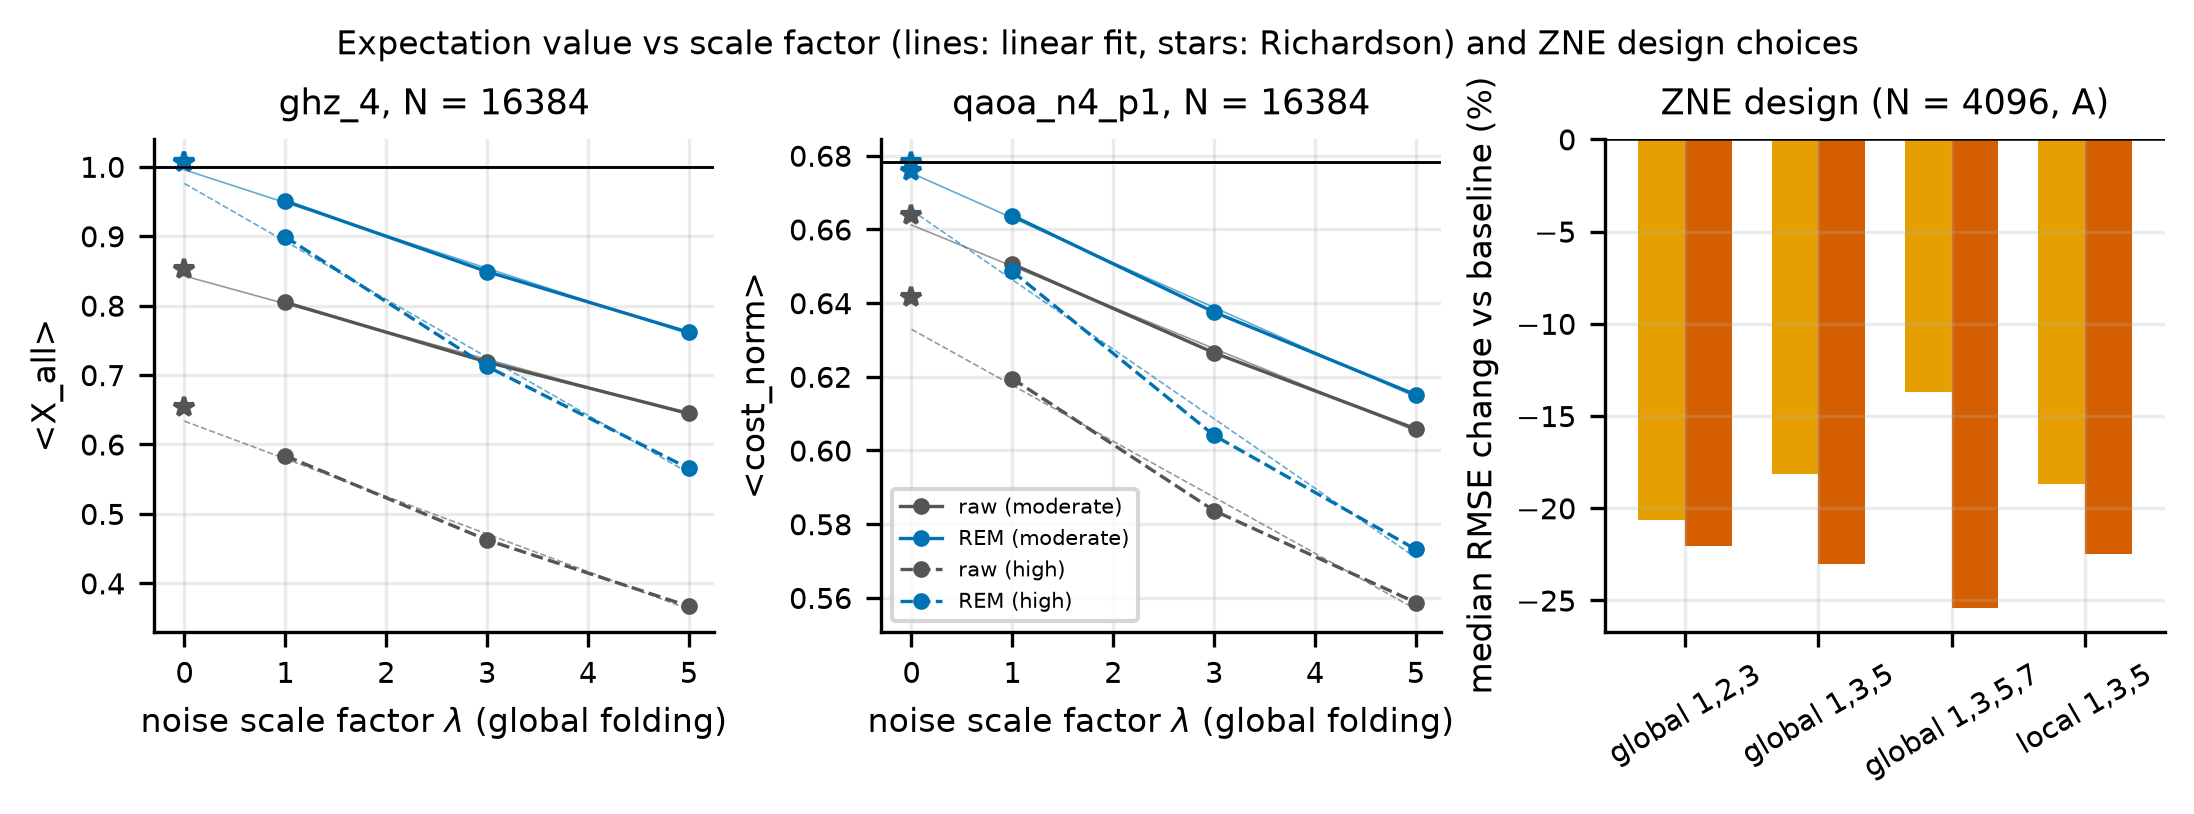 Expectation value vs scale factor (lines: linear fit, stars: Richardson) and ZNE design choices
ghz_4, N = 16384
<X_all>
1.0
0.9
0.8
0.7
0.6
0.5
0.4
0 1 2 3 4 5
noise scale factor λ (global folding)
qaoa_n4_p1, N = 16384
<cost_norm>
0.68
0.66
0.64
0.62
0.60
0.58
0.56
raw (moderate)
REM (moderate)
raw (high)
REM (high)
0 1 2 3 4 5
noise scale factor λ (global folding)
ZNE design (N = 4096, A)
median RMSE change vs baseline (%)
0
−5
−10
−15
−20
−25
global 1,2,3
global 1,3,5
global 1,3,5,7
local 1,3,5